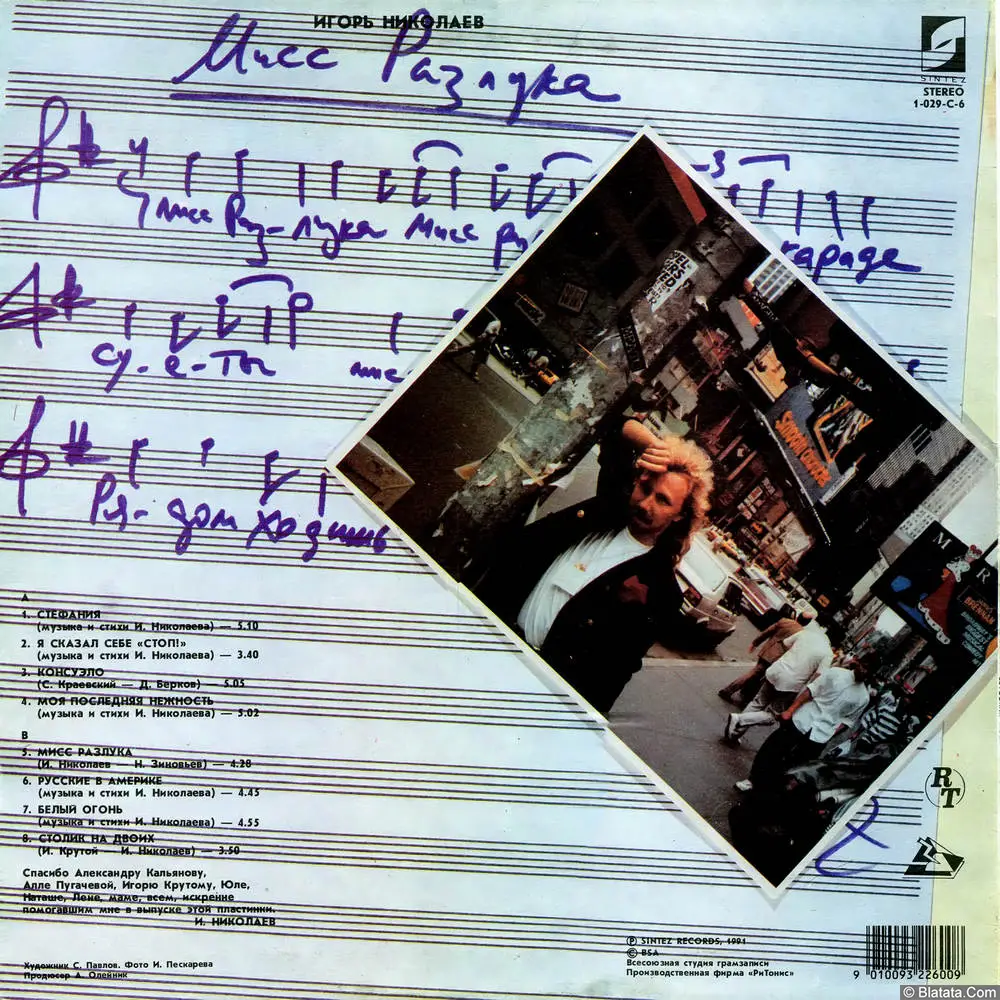 ИГОРЬ НИКОЛАЕВ
Мисс Разлука
SINTEZ
STEREO
1-029-C-6
Мисс Раз-лука Мисс
караде
су-е-ты мис
Ря-дом ходишь
A
1. СТЕФАНИЯ
(музыка и стихи И. Николаева) — 5.10
2. Я СКАЗАЛ СЕБЕ «СТОП!»
(музыка и стихи И. Николаева) — 3.40
3. КОНСУЭЛО
(С. Краевский — Д. Берков) — 5.05
4. МОЯ ПОСЛЕДНЯЯ НЕЖНОСТЬ
(музыка и стихи И. Николаева) — 5.02
B
5. МИСС РАЗЛУКА
(И. Николаев — Н. Зиновьев) — 4.28
6. РУССКИЕ В АМЕРИКЕ
(музыка и стихи И. Николаева) — 4.45
7. БЕЛЫЙ ОГОНЬ
(музыка и стихи И. Николаева) — 4.55
8. СТОЛИК НА ДВОИХ
(И. Крутой — И. Николаев) — 3.50
Спасибо Александру Кальянову,
Алле Пугачевой, Игорю Крутому, Юле,
Наташе, Лене, маме, всем, искренне
помогавшим мне в выпуске этой пластинки.
И. НИКОЛАЕВ
Художник С. Павлов. Фото И. Пескарева
Продюсер А. Олейник
RT
℗ SINTEZ RECORDS, 1991
© BSA
Всесоюзная студия грамзаписи
Производственная фирма «РиТонис»
9 010093 226009
© Blatata.Com